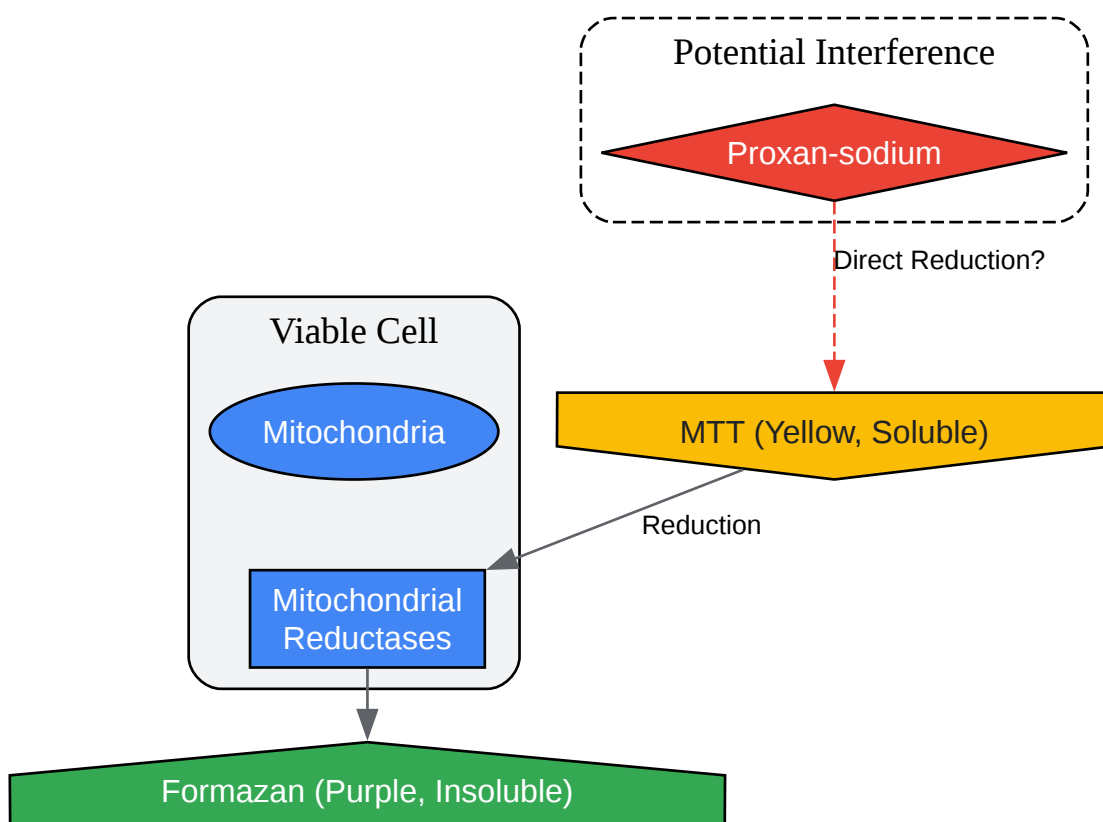 Potential Interference
Proxan-sodium
Direct Reduction?
Viable Cell
Mitochondria
MTT (Yellow, Soluble)
Reduction
Mitochondrial
Reductases
Formazan (Purple, Insoluble)